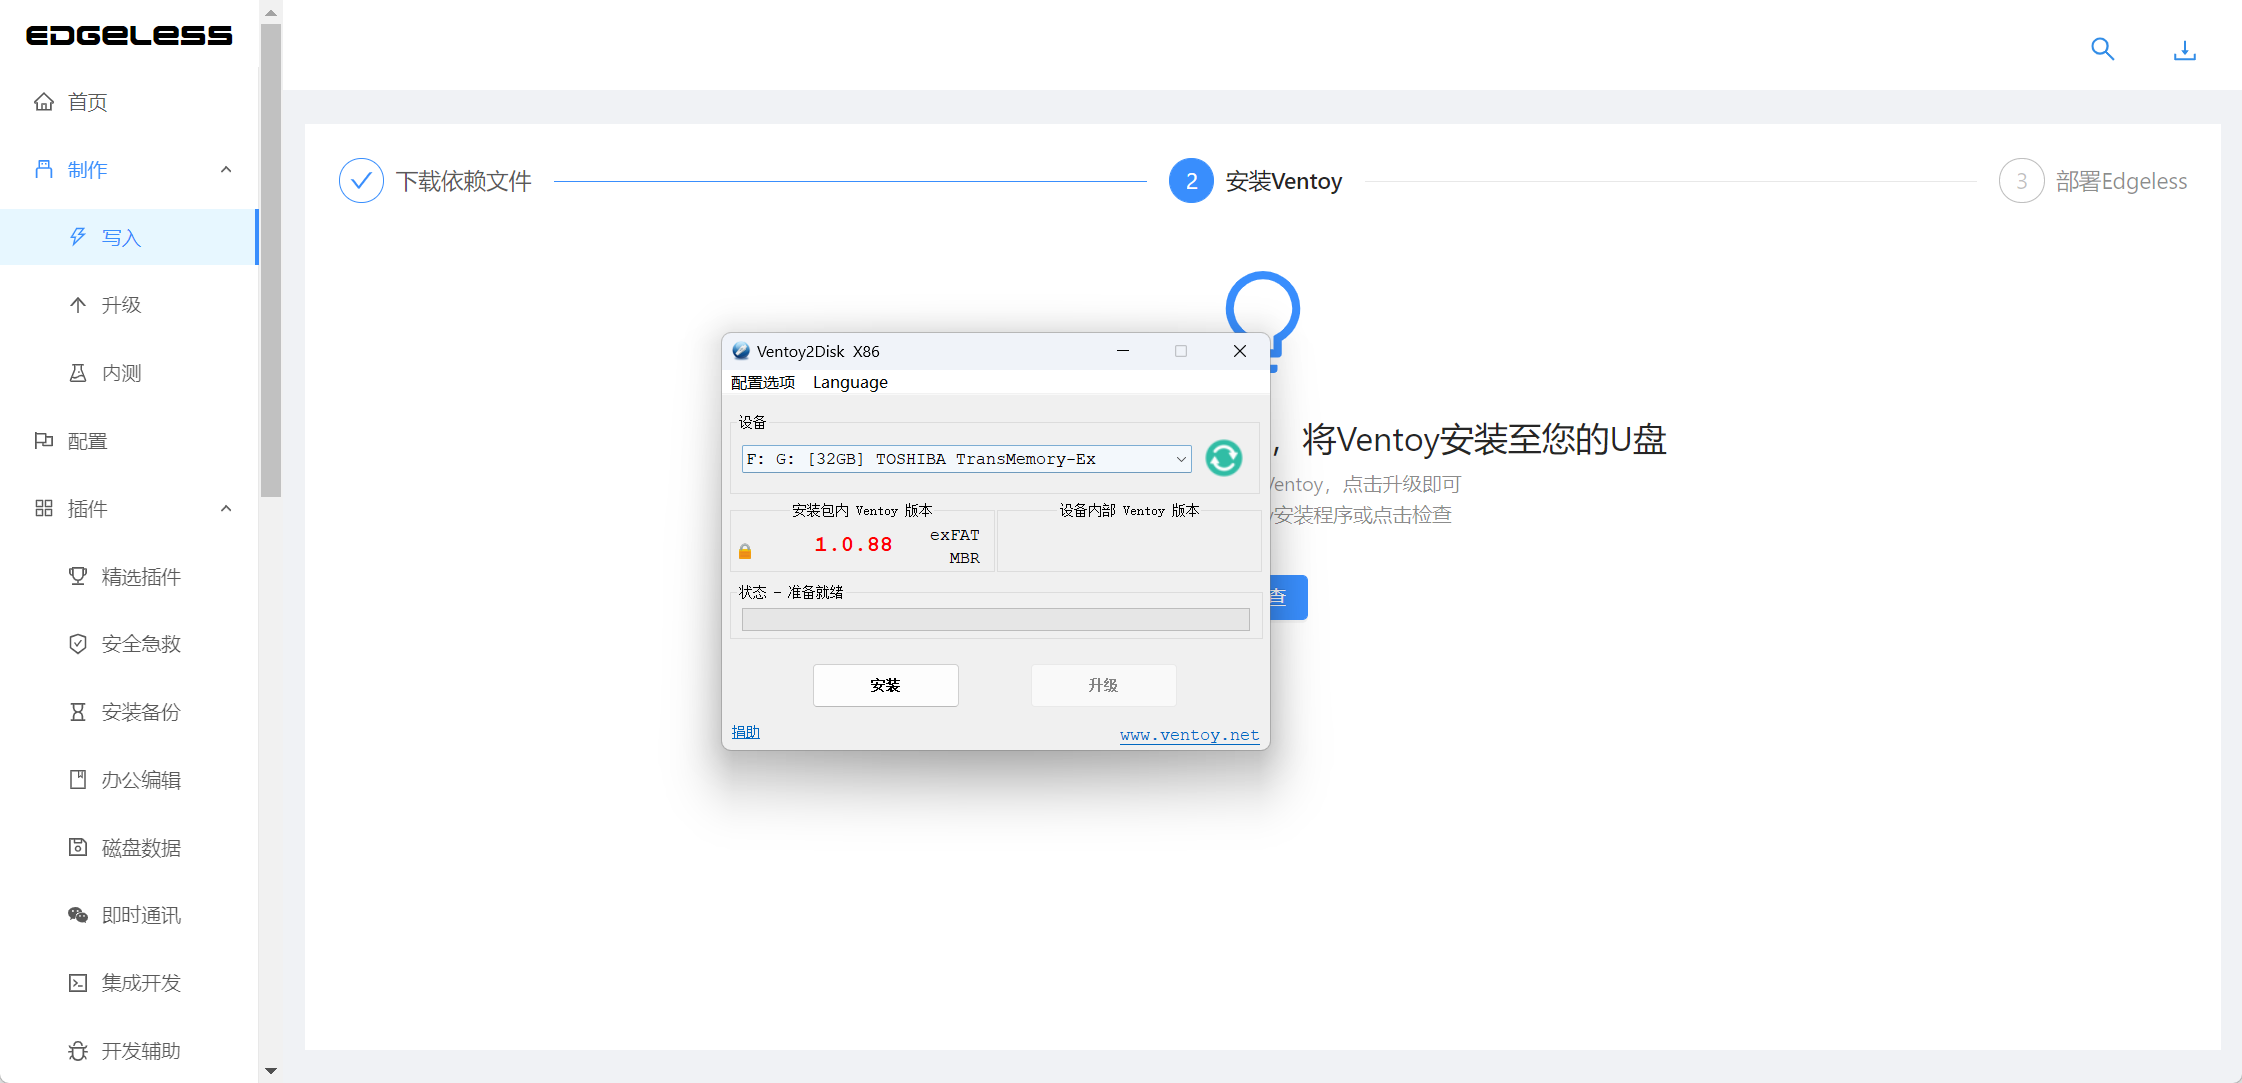 EDGELESS
首页
制作
写入
升级
内测
配置
插件
精选插件
安全急救
安装备份
办公编辑
磁盘数据
即时通讯
集成开发
开发辅助
下载依赖文件
2 安装Ventoy
3 部署Edgeless
，将Ventoy安装至您的U盘
Ventoy，点击升级即可
安装程序或点击检查
查
Ventoy2Disk X86
配置选项 Language
设备
F: G: [32GB] TOSHIBA TransMemory-Ex
安装包内 Ventoy 版本
1.0.88
exFAT
MBR
设备内部 Ventoy 版本
状态 - 准备就绪
安装
升级
捐助
www.ventoy.net